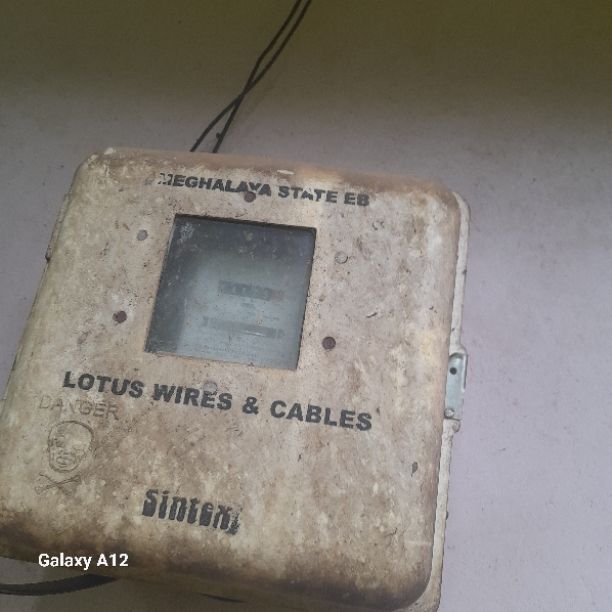 MEGHALAYA STATE EB
LOTUS WIRES & CABLES
DANGER
Sintex
Galaxy A12